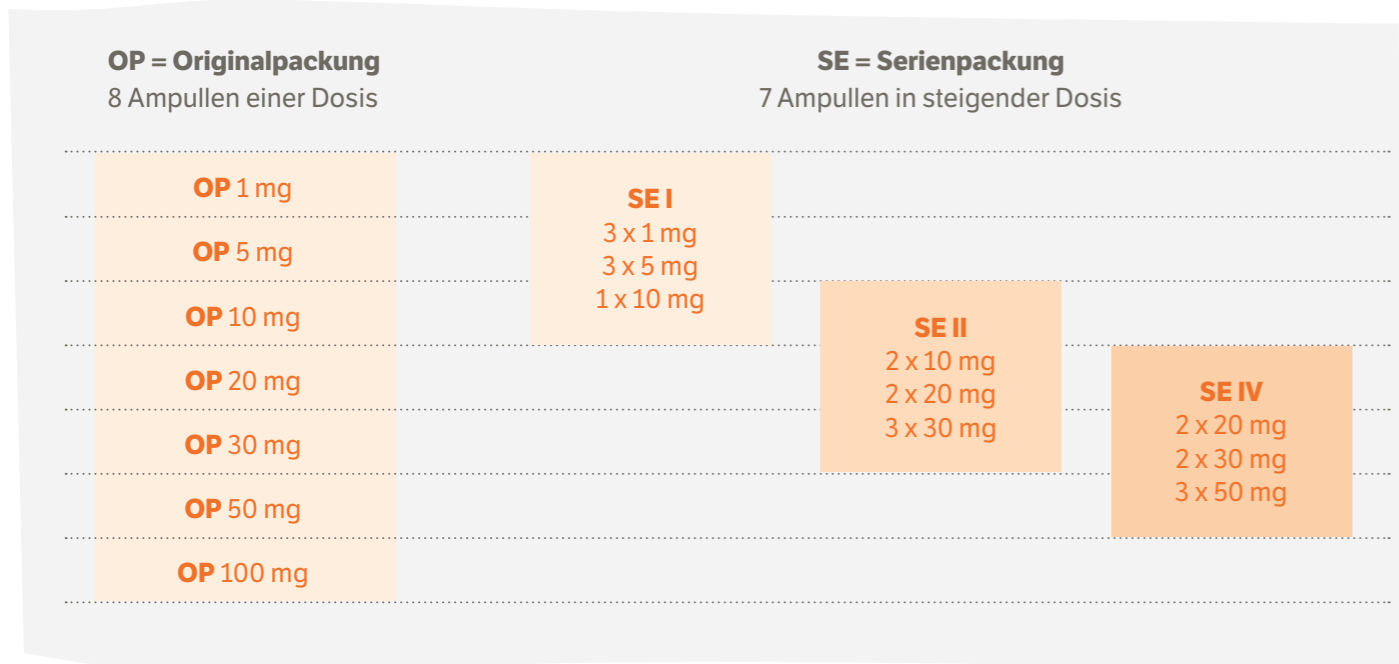 OP = Originalpackung
8 Ampullen einer Dosis
SE = Serienpackung
7 Ampullen in steigender Dosis
OP 1 mg
OP 5 mg
OP 10 mg
OP 20 mg
OP 30 mg
OP 50 mg
OP 100 mg
SE I
3 x 1 mg
3 x 5 mg
1 x 10 mg
SE II
2 x 10 mg
2 x 20 mg
3 x 30 mg
SE IV
2 x 20 mg
2 x 30 mg
3 x 50 mg